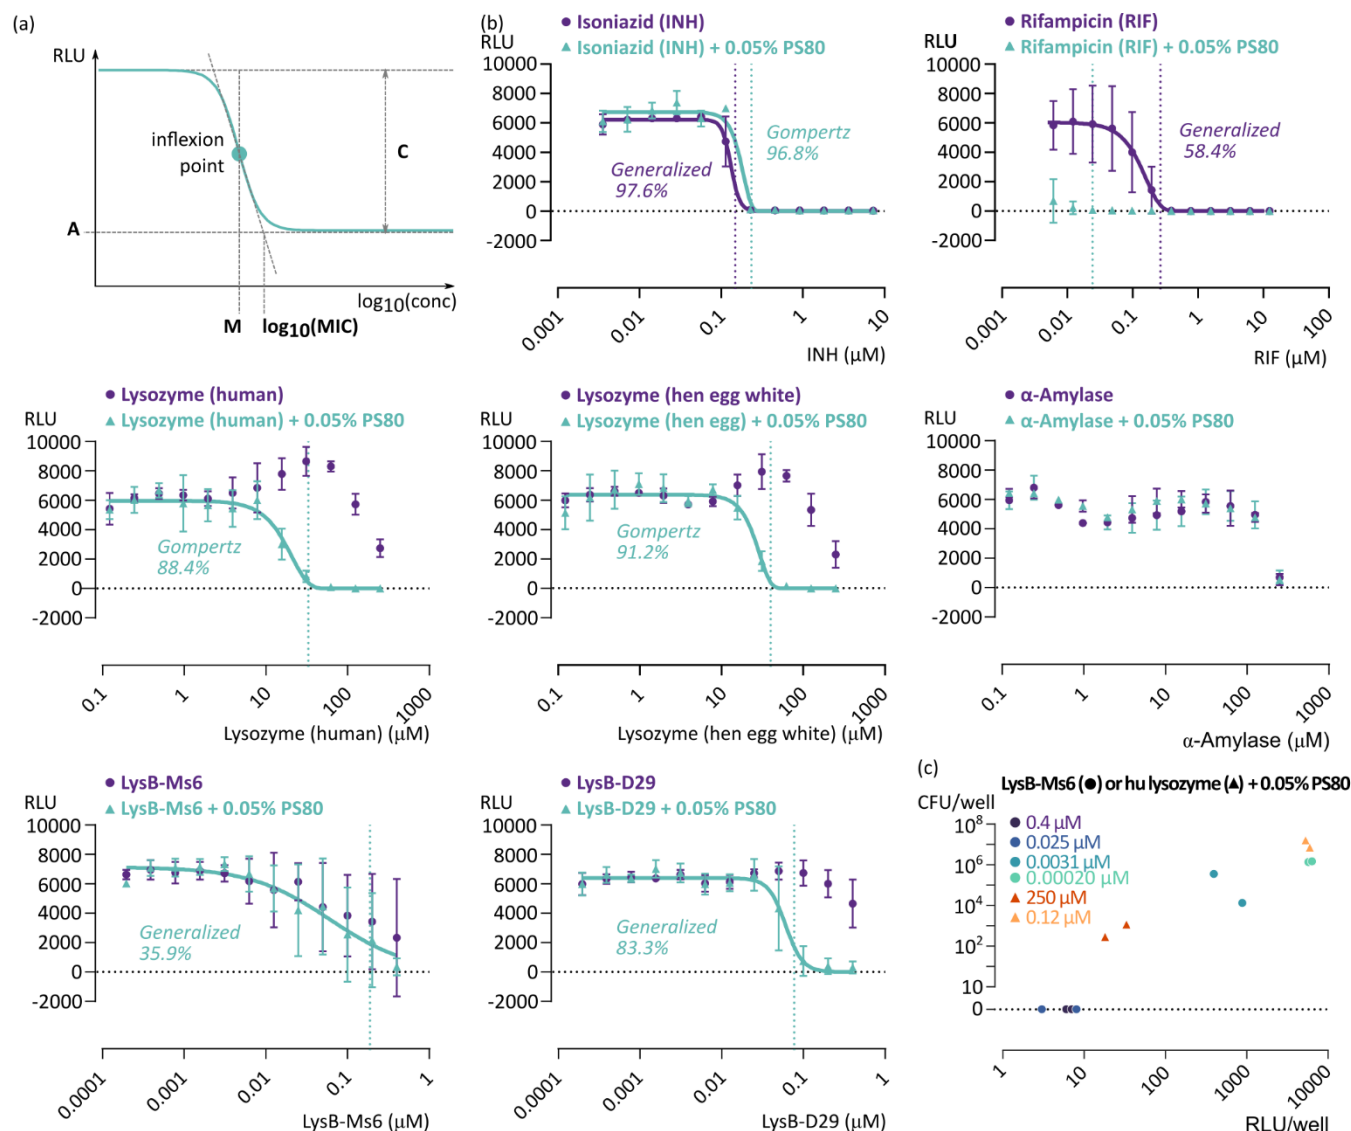 (a)
RLU
inflexion
point
C
A
log10(conc)
M
log10(MIC)
(b)
Isoniazid (INH)
Isoniazid (INH) + 0.05% PS80
RLU
10000
8000
6000
4000
2000
0
-2000
Gompertz
96.8%
Generalized
97.6%
0.001
0.01
0.1
1
10
INH (µM)
Rifampicin (RIF)
Rifampicin (RIF) + 0.05% PS80
RLU
10000
8000
6000
4000
2000
0
-2000
Generalized
58.4%
0.001
0.01
0.1
1
10
100
RIF (µM)
Lysozyme (human)
Lysozyme (human) + 0.05% PS80
RLU
10000
8000
6000
4000
2000
0
-2000
Gompertz
88.4%
0.1
1
10
100
1000
Lysozyme (human) (µM)
Lysozyme (hen egg white)
Lysozyme (hen egg) + 0.05% PS80
RLU
10000
8000
6000
4000
2000
0
-2000
Gompertz
91.2%
0.1
1
10
100
1000
Lysozyme (hen egg white) (µM)
α-Amylase
α-Amylase + 0.05% PS80
RLU
10000
8000
6000
4000
2000
0
-2000
0.1
1
10
100
1000
α-Amylase (µM)
LysB-Ms6
LysB-Ms6 + 0.05% PS80
RLU
10000
8000
6000
4000
2000
0
-2000
Generalized
35.9%
0.0001
0.001
0.01
0.1
1
LysB-Ms6 (µM)
LysB-D29
LysB-D29 + 0.05% PS80
RLU
10000
8000
6000
4000
2000
0
-2000
Generalized
83.3%
0.0001
0.001
0.01
0.1
1
LysB-D29 (µM)
(c)
LysB-Ms6 (●) or hu lysozyme (▲) + 0.05% PS80
CFU/well
10^8
10^6
10^4
10^2
10
0
0.4 µM
0.025 µM
0.0031 µM
0.00020 µM
250 µM
0.12 µM
1
10
100
1000
10000
RLU/well